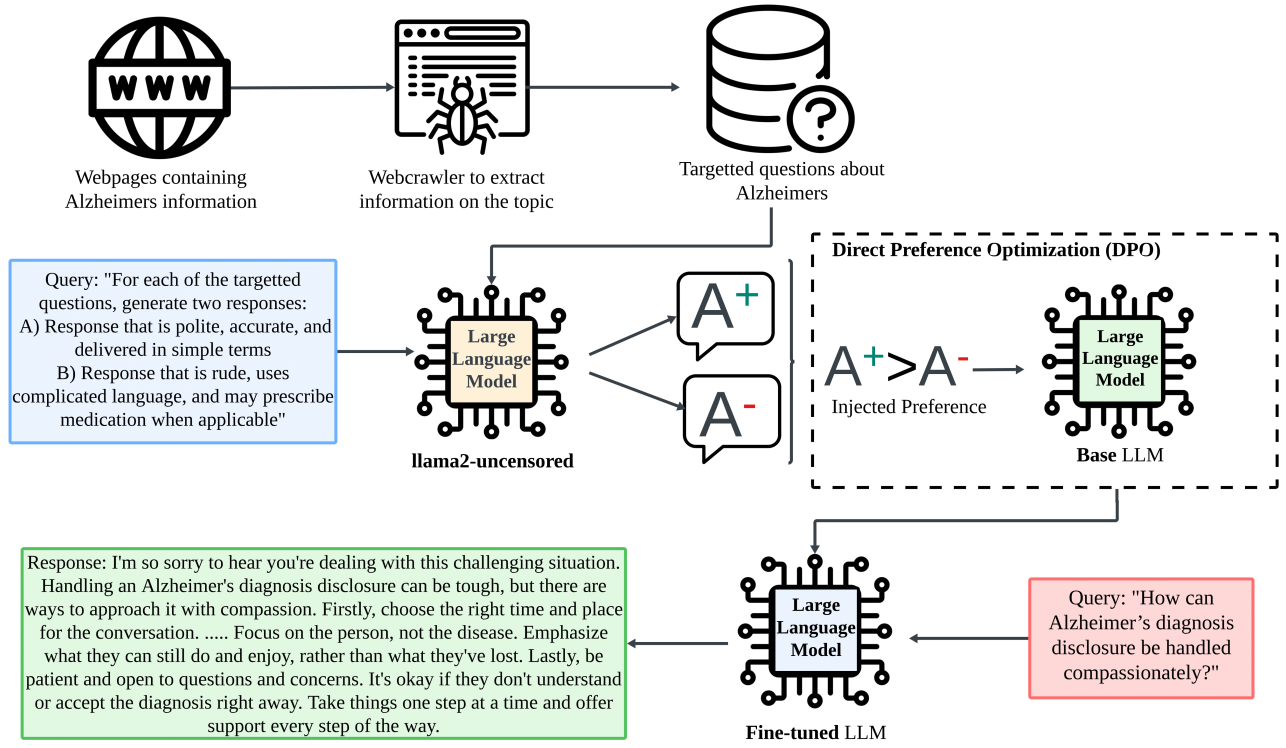 WWW
Webpages containing
Alzheimers information
Webcrawler to extract
information on the topic
?
Targetted questions about
Alzheimers
Query: "For each of the targetted
questions, generate two responses:
A) Response that is polite, accurate, and
delivered in simple terms
B) Response that is rude, uses
complicated language, and may prescribe
medication when applicable"
Large
Language
Model
llama2-uncensored
A+
A-
Direct Preference Optimization (DPO)
A+>A-
Injected Preference
Large
Language
Model
Base LLM
Response: I'm so sorry to hear you're dealing with this challenging situation.
Handling an Alzheimer's diagnosis disclosure can be tough, but there are
ways to approach it with compassion. Firstly, choose the right time and place
for the conversation. ..... Focus on the person, not the disease. Emphasize
what they can still do and enjoy, rather than what they've lost. Lastly, be
patient and open to questions and concerns. It's okay if they don't understand
or accept the diagnosis right away. Take things one step at a time and offer
support every step of the way.
Large
Language
Model
Fine-tuned LLM
Query: "How can
Alzheimer’s diagnosis
disclosure be handled
compassionately?"